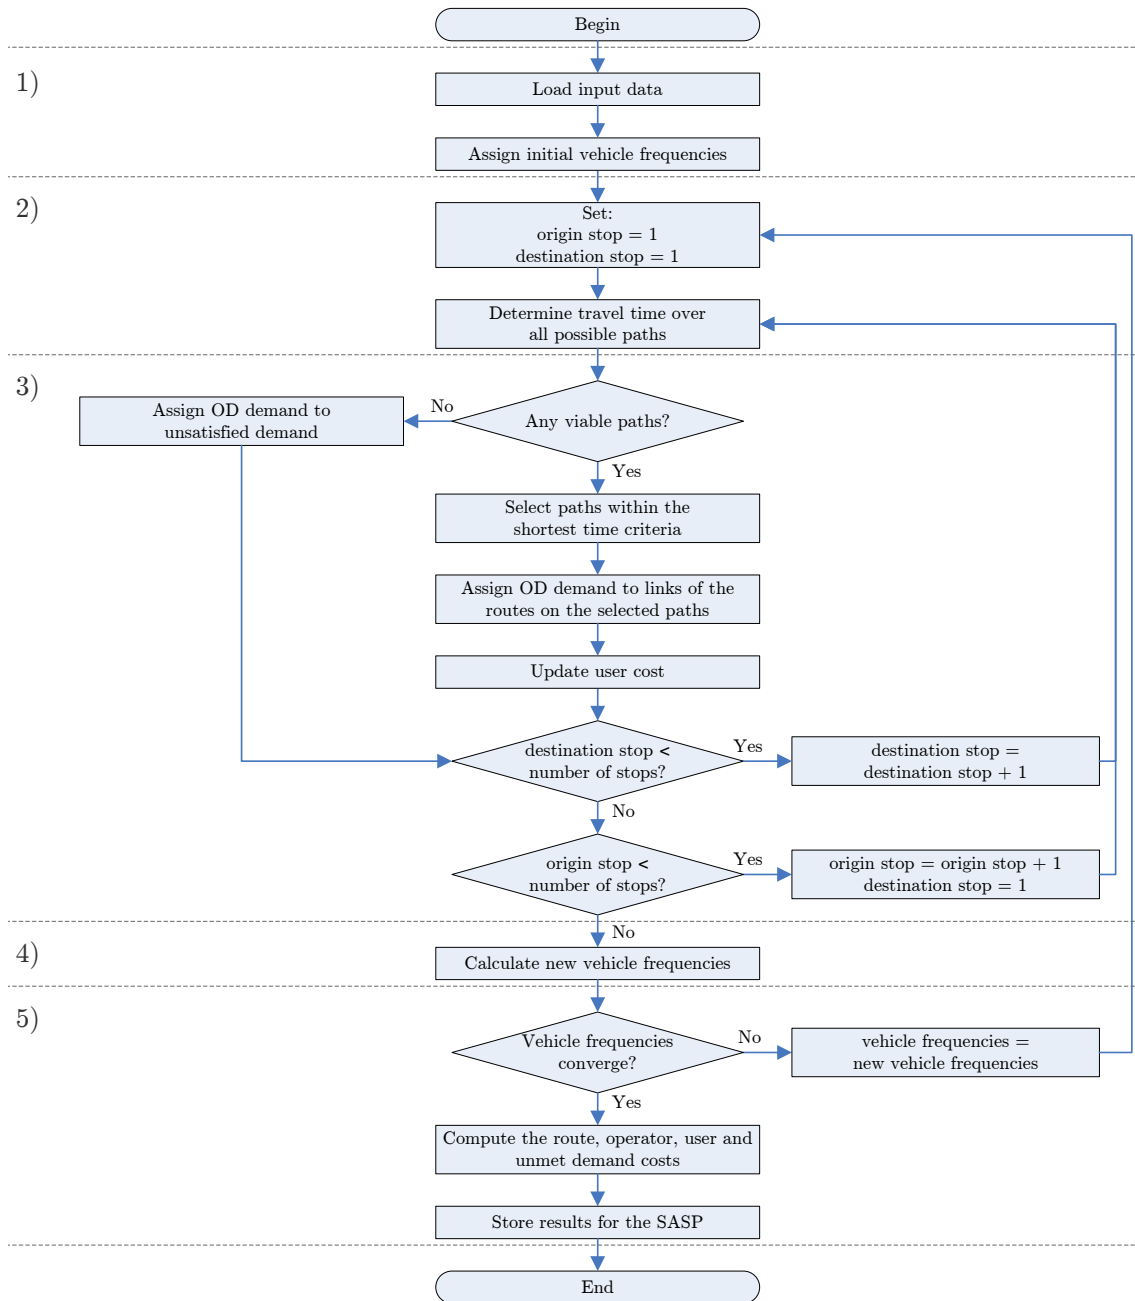 Begin
1)
Load input data
Assign initial vehicle frequencies
2)
Set:
origin stop = 1
destination stop = 1
Determine travel time over
all possible paths
3)
Assign OD demand to
unsatisfied demand
No
Any viable paths?
Yes
Select paths within the
shortest time criteria
Assign OD demand to links of the
routes on the selected paths
Update user cost
destination stop <
number of stops?
Yes
destination stop =
destination stop + 1
No
origin stop <
number of stops?
Yes
origin stop = origin stop + 1
destination stop = 1
No
4)
Calculate new vehicle frequencies
5)
Vehicle frequencies
converge?
No
vehicle frequencies =
new vehicle frequencies
Yes
Compute the route, operator, user and
unmet demand costs
Store results for the SASP
End